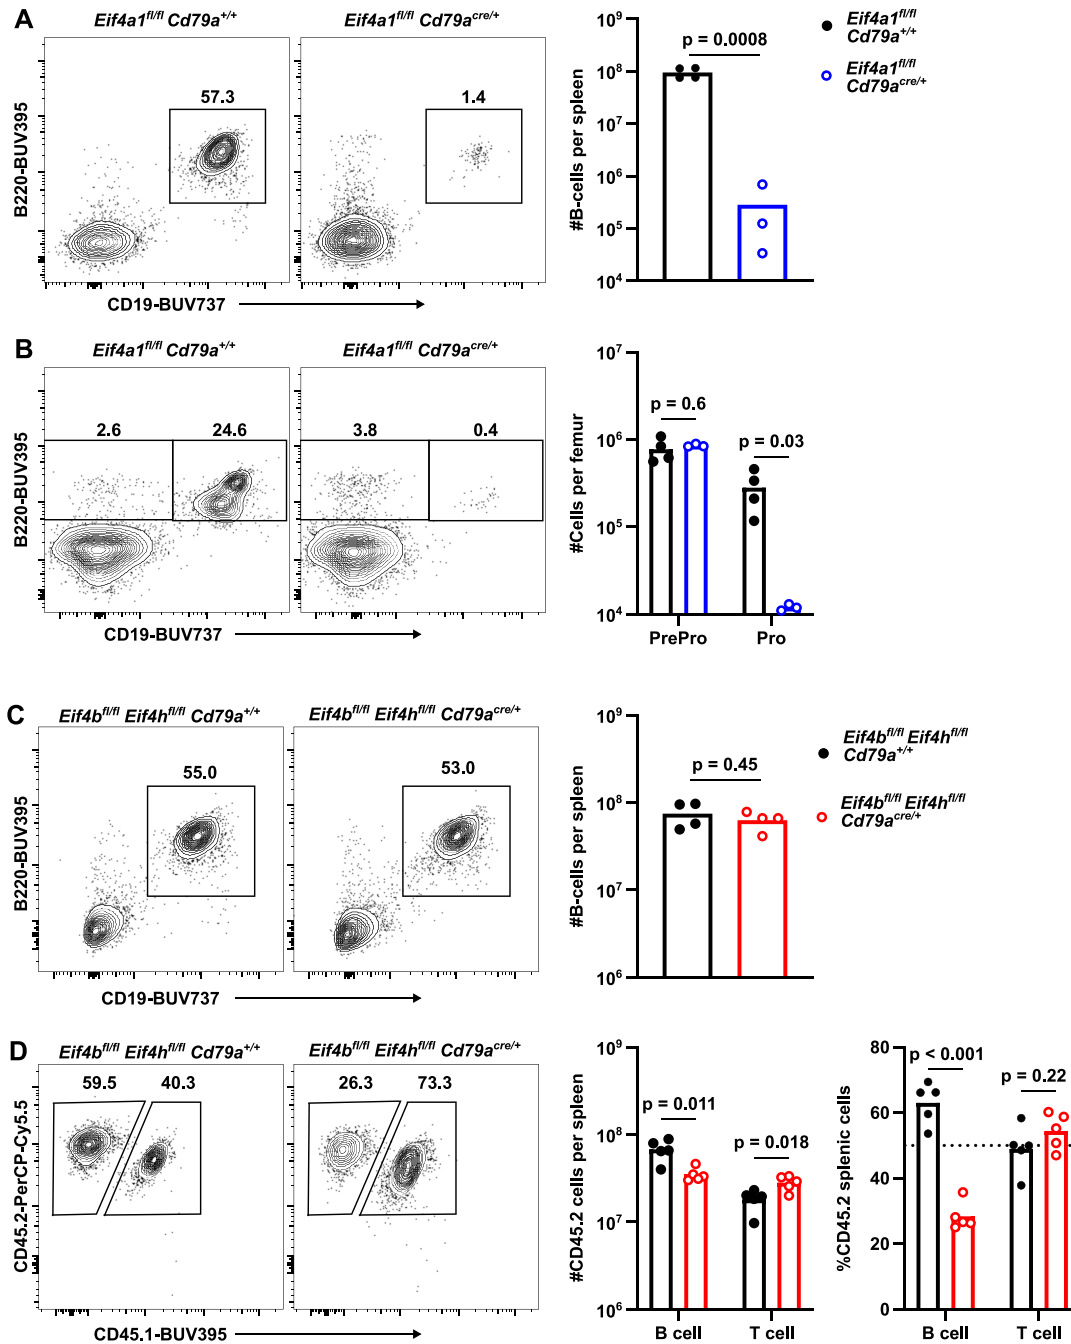 A
Eif4a1fl/fl Cd79a+/+
Eif4a1fl/fl Cd79acre/+
57.3
1.4
B220-BUV395
CD19-BUV737
#B-cells per spleen
10^9
10^8
10^7
10^6
10^5
10^4
p = 0.0008
Eif4a1fl/fl
Cd79a+/+
Eif4a1fl/fl
Cd79acre/+
B
Eif4a1fl/fl Cd79a+/+
Eif4a1fl/fl Cd79acre/+
2.6
24.6
3.8
0.4
B220-BUV395
CD19-BUV737
#Cells per femur
10^7
10^6
10^5
10^4
p = 0.6
p = 0.03
PrePro
Pro
C
Eif4bfl/fl Eif4hfl/fl Cd79a+/+
Eif4bfl/fl Eif4hfl/fl Cd79acre/+
55.0
53.0
B220-BUV395
CD19-BUV737
#B-cells per spleen
10^9
10^8
10^7
10^6
p = 0.45
Eif4bfl/fl Eif4hfl/fl
Cd79a+/+
Eif4bfl/fl Eif4hfl/fl
Cd79acre/+
D
Eif4bfl/fl Eif4hfl/fl Cd79a+/+
Eif4bfl/fl Eif4hfl/fl Cd79acre/+
59.5
40.3
26.3
73.3
CD45.2-PerCP-Cy5.5
CD45.1-BUV395
#CD45.2 cells per spleen
10^9
10^8
10^7
10^6
p = 0.011
p = 0.018
B cell
T cell
%CD45.2 splenic cells
80
60
40
20
0
p < 0.001
p = 0.22
B cell
T cell